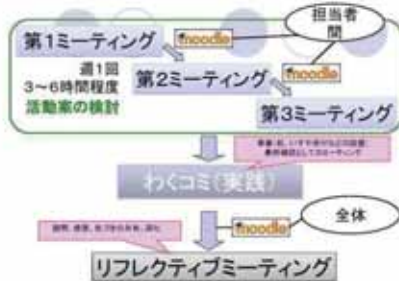 担当者
間
第1ミーティング
moodle
週1回
3~6時間程度
活動案の検討
第2ミーティング
moodle
第3ミーティング
わくコミ(実践)
全体
moodle
リフレクティブミーティング